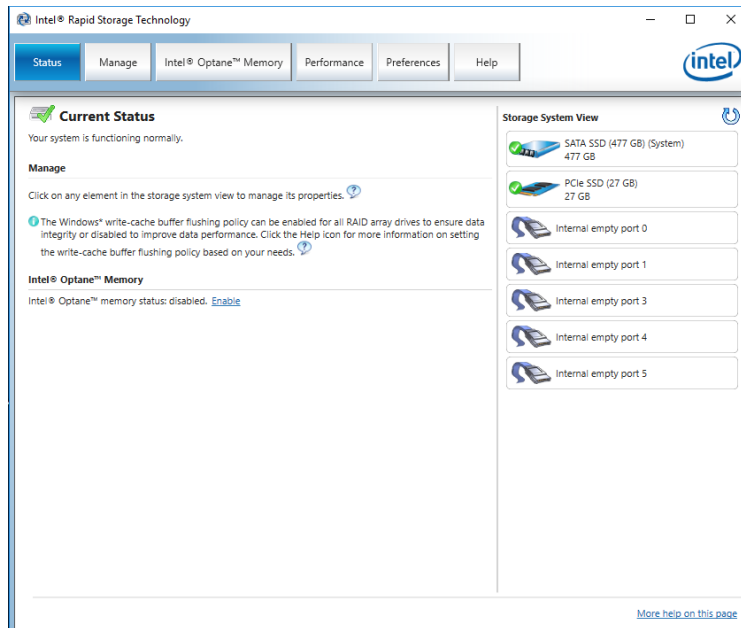 Intel® Rapid Storage Technology
Status
Manage
Intel® Optane™ Memory
Performance
Preferences
Help
intel
Current Status
Your system is functioning normally.
Manage
Click on any element in the storage system view to manage its properties.
The Windows* write-cache buffer flushing policy can be enabled for all RAID array drives to ensure data
integrity or disabled to improve data performance. Click the Help icon for more information on setting
the write-cache buffer flushing policy based on your needs.
Intel® Optane™ Memory
Intel® Optane™ memory status: disabled. Enable
Storage System View
SATA SSD (477 GB) (System)
477 GB
PCIe SSD (27 GB)
27 GB
Internal empty port 0
Internal empty port 1
Internal empty port 3
Internal empty port 4
Internal empty port 5
More help on this page